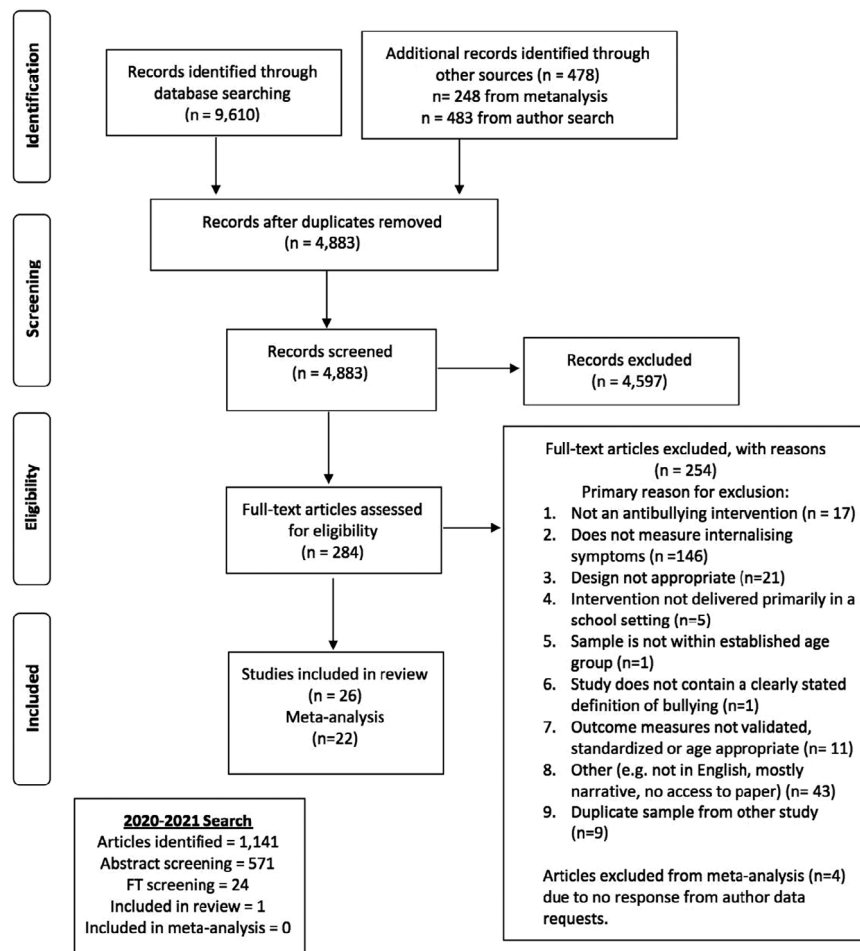 Identification
Records identified through
database searching
(n = 9,610)
Additional records identified through
other sources (n = 478)
n= 248 from metanalysis
n = 483 from author search
Screening
Records after duplicates removed
(n = 4,883)
Records screened
(n = 4,883)
Records excluded
(n = 4,597)
Eligibility
Full-text articles assessed
for eligibility
(n = 284)
Full-text articles excluded, with reasons
(n = 254)
Primary reason for exclusion:
1. Not an antibullying intervention (n = 17)
2. Does not measure internalising
symptoms (n =146)
3. Design not appropriate (n=21)
4. Intervention not delivered primarily in a
school setting (n=5)
5. Sample is not within established age
group (n=1)
6. Study does not contain a clearly stated
definition of bullying (n=1)
7. Outcome measures not validated,
standardized or age appropriate (n= 11)
8. Other (e.g. not in English, mostly
narrative, no access to paper) (n= 43)
9. Duplicate sample from other study
(n=9)
Articles excluded from meta-analysis (n=4)
due to no response from author data
requests.
Included
Studies included in review
(n = 26)
Meta-analysis
(n=22)
2020-2021 Search
Articles identified = 1,141
Abstract screening = 571
FT screening = 24
Included in review = 1
Included in meta-analysis = 0